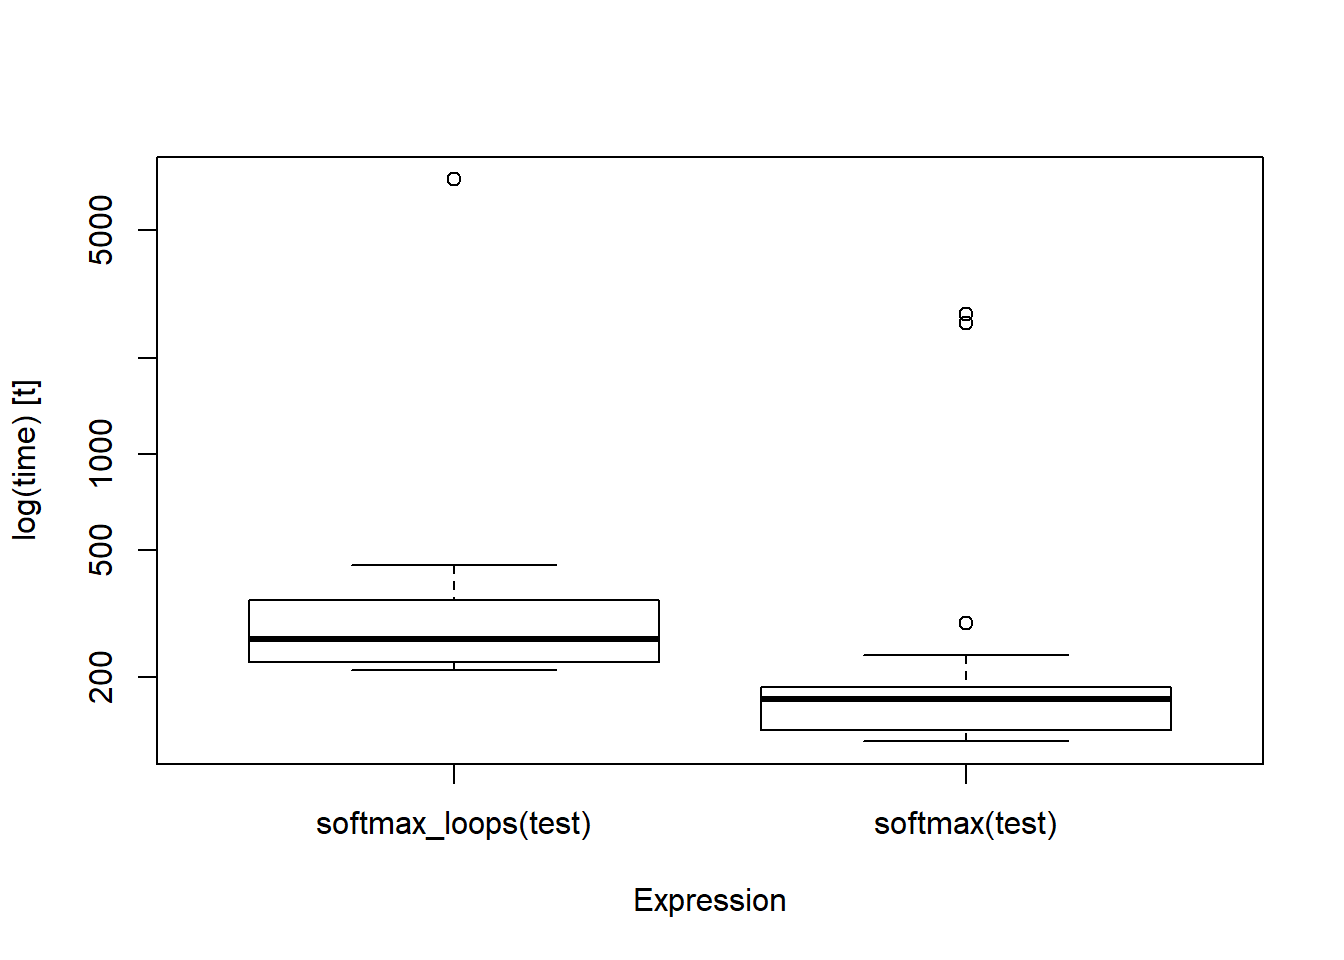 log(time) [t]
5000
1000
500
200
softmax_loops(test)
softmax(test)
Expression